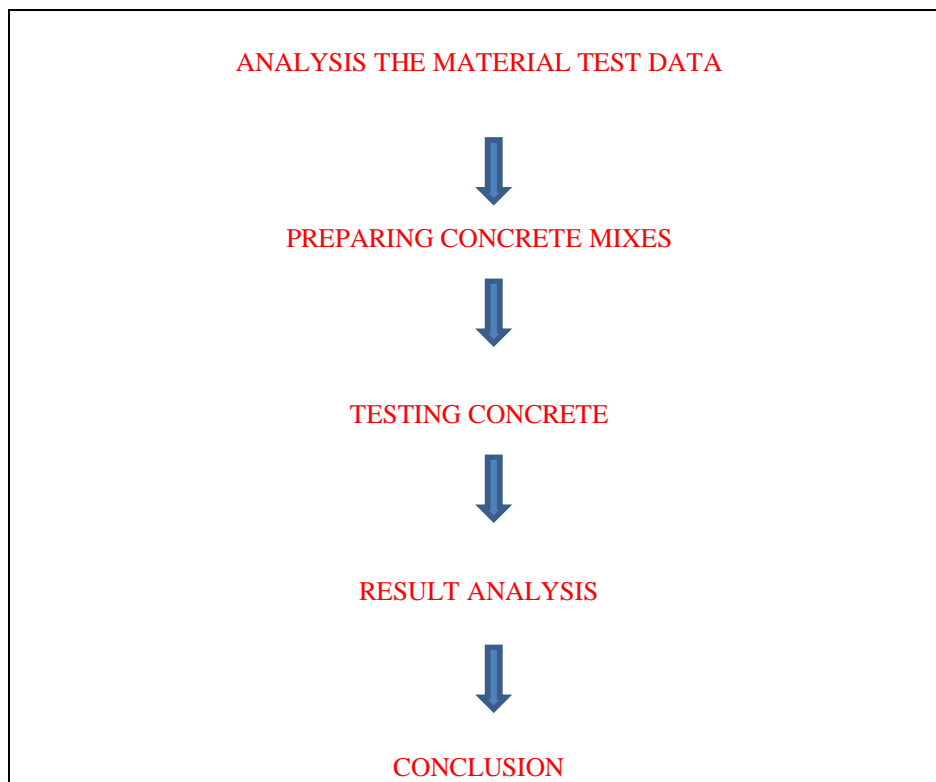 ANALYSIS THE MATERIAL TEST DATA
PREPARING CONCRETE MIXES
TESTING CONCRETE
RESULT ANALYSIS
CONCLUSION